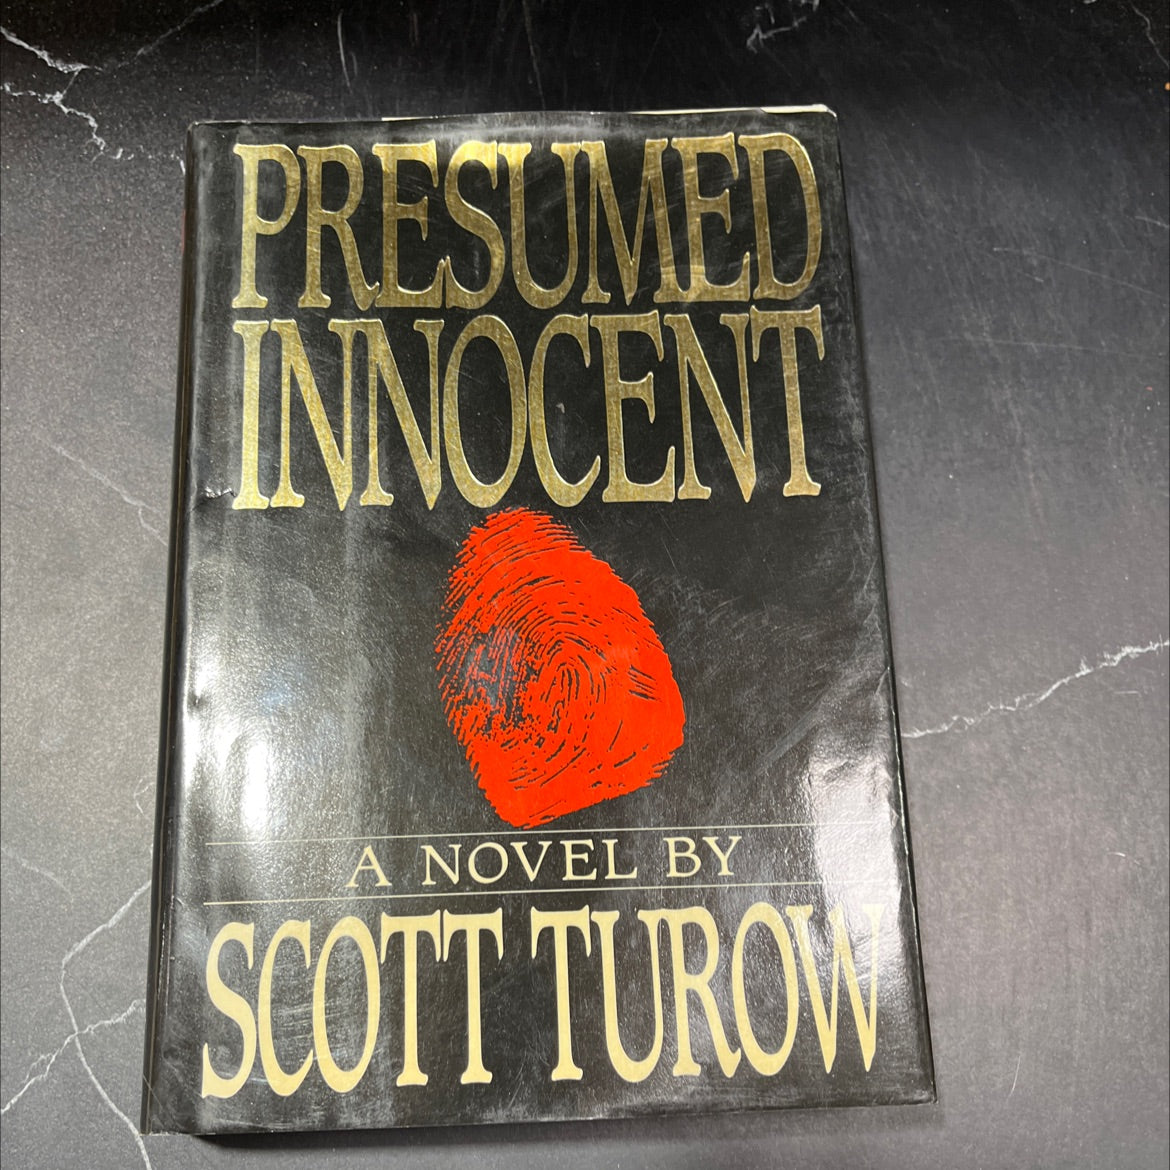 PRESUMED
INNOCENT
A NOVEL BY
SCOTT TUROW